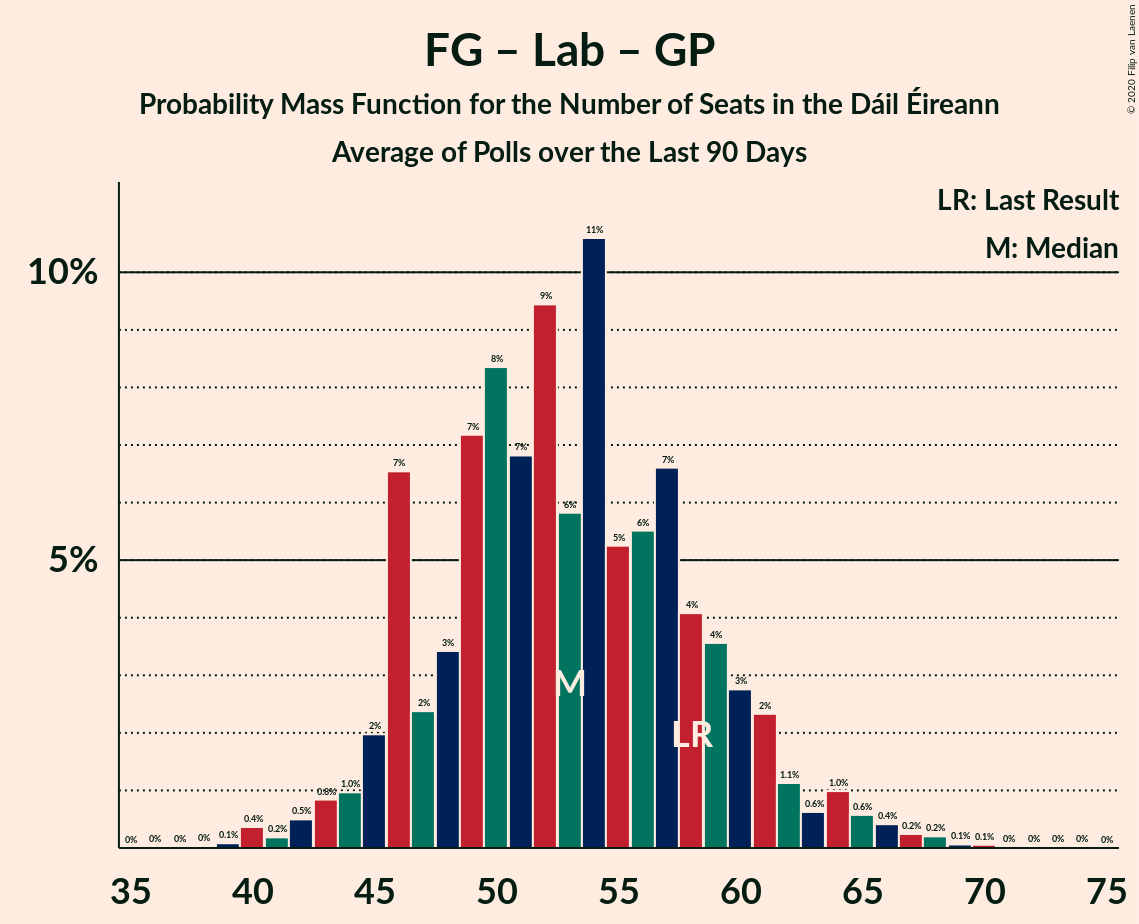 FG – Lab – GP
Probability Mass Function for the Number of Seats in the Dáil Éireann
Average of Polls over the Last 90 Days
© 2020 Filip van Laenen
LR: Last Result
M: Median
10%
5%
0% 0% 0% 0% 0.1% 0.4% 0.2% 0.5% 0.8% 1.0% 2% 7% 2% 3% 7% 8% 7% 9% 6% 11% 5% 6% 7% 4% 4% 3% 2% 1.1% 0.6% 1.0% 0.6% 0.4% 0.2% 0.2% 0.1% 0.1% 0% 0% 0% 0% 0%
M
LR
35 40 45 50 55 60 65 70 75